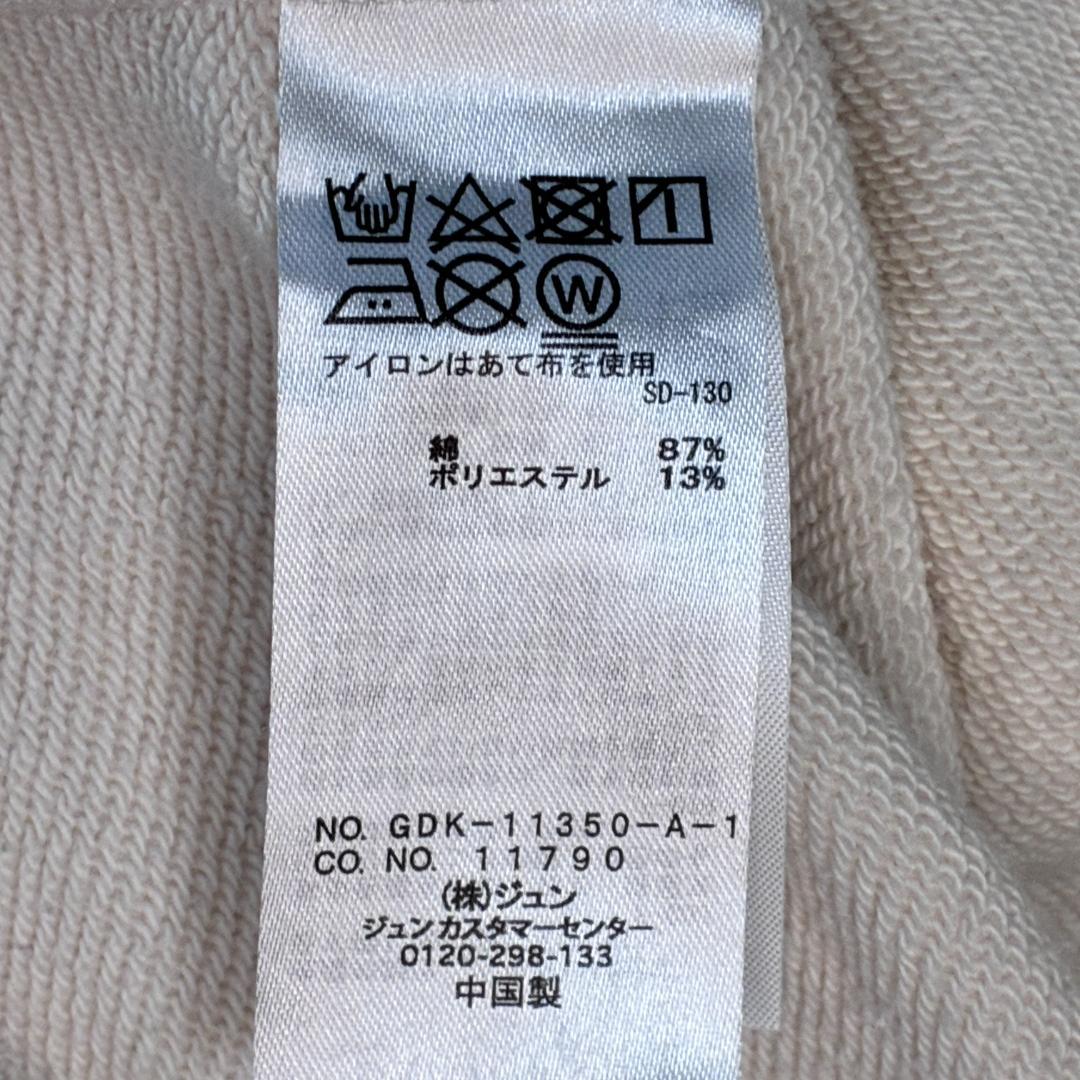 W
アイロンはあて布を使用
SD-130
綿 87%
ポリエステル 13%
NO. GDK-11350-A-1
CO. NO. 11790
(株)ジュン
ジュンカスタマーセンター
0120-298-133
中国製